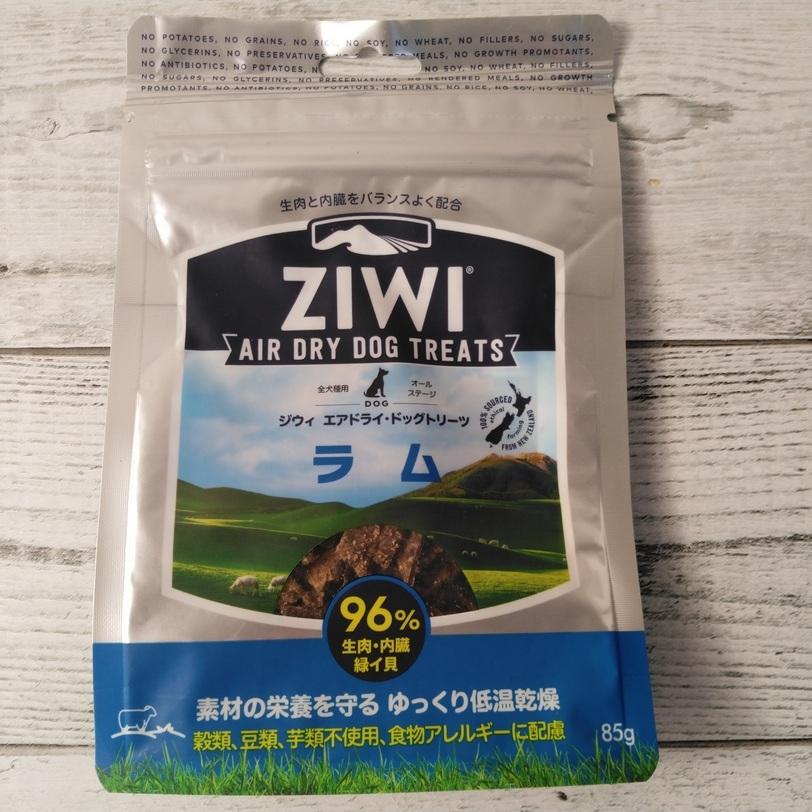 NO POTATOES, NO GRAINS, NO RICE, NO SOY, NO WHEAT, NO FILLERS, NO SUGARS,
NO GLYCERINS, NO PRESERVATIVES MEALS, NO GROWTH PROMOTANTS,
NO ANTIBIOTICS, NO POTATOES, NO SOY, NO WHEAT, NO FILLERS,
NO SUGARS, NO GLYCERINS, NO PRESERVATIVES, NO RENDERED MEALS, NO GROWTH
PROMOTANTS, NO ANTIBIOTICS, NO POTATOES, NO GRAINS, NO RICE, NO SOY, NO WHEAT,
生肉と内臓をバランスよく配合
ZIWI®
AIR DRY DOG TREATS
全犬種用 オール
ステージ
DOG
ジウィ エアドライ・ドッグトリーツ
100% SOURCED
ethical
farming
FROM NEW ZEALAND
ラム
96%
生肉・内臓
緑イ貝
素材の栄養を守る ゆっくり低温乾燥
穀類、豆類、芋類不使用、食物アレルギーに配慮
85g